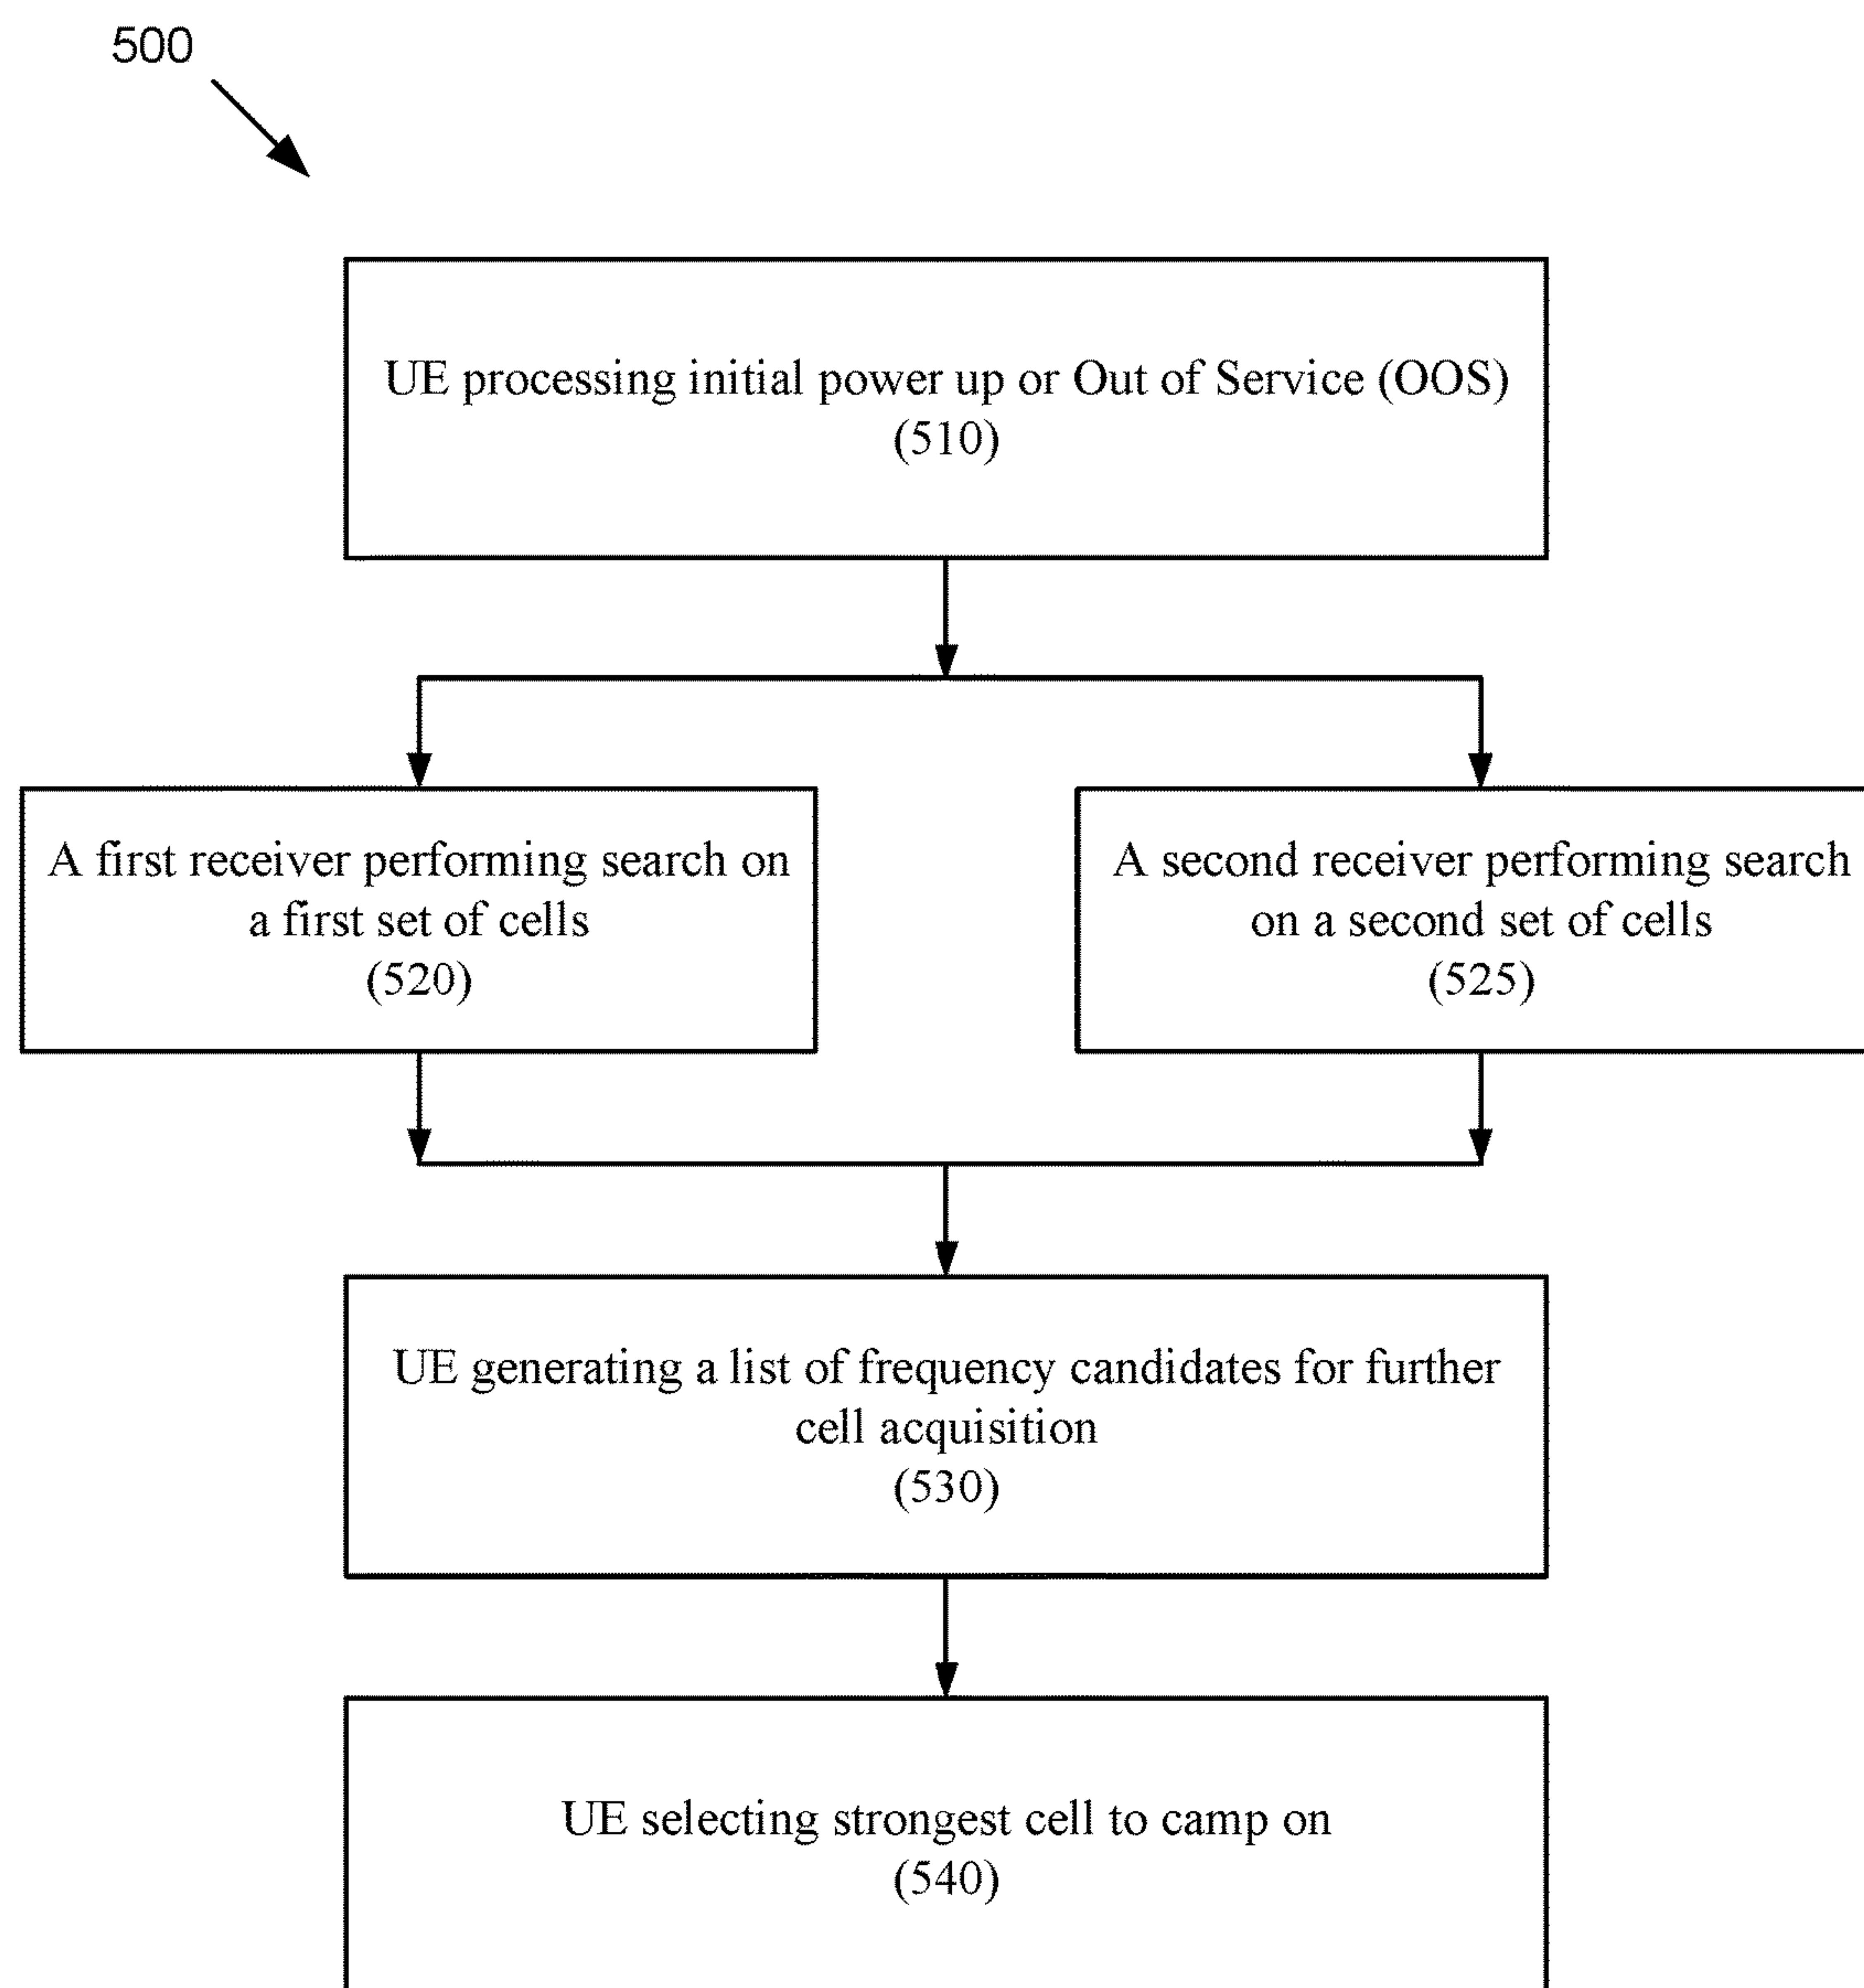 500
UE processing initial power up or Out of Service (OOS)
(510)
A first receiver performing search on
a first set of cells
(520)
A second receiver performing search
on a second set of cells
(525)
UE generating a list of frequency candidates for further
cell acquisition
(530)
UE selecting strongest cell to camp on
(540)